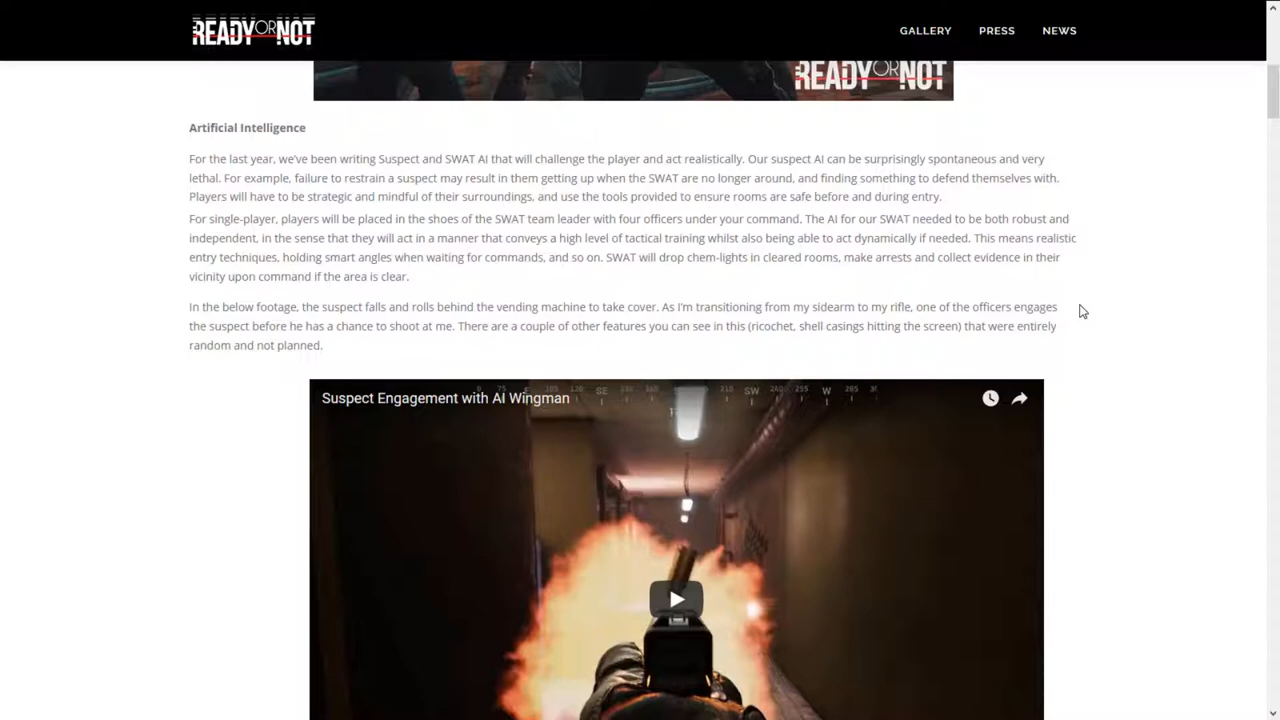 READY OR NOT
GALLERY
PRESS
NEWS
READY OR NOT
Artificial Intelligence
For the last year, we've been writing Suspect and SWAT AI that will challenge the player and act realistically. Our suspect AI can be surprisingly spontaneous and very
lethal. For example, failure to restrain a suspect may result in them getting up when the SWAT are no longer around, and finding something to defend themselves with.
Players will have to be strategic and mindful of their surroundings, and use the tools provided to ensure rooms are safe before and during entry.
For single-player, players will be placed in the shoes of the SWAT team leader with four officers under your command. The AI for our SWAT needed to be both robust and
independent, in the sense that they will act in a manner that conveys a high level of tactical training whilst also being able to act dynamically if needed. This means realistic
entry techniques, holding smart angles when waiting for commands, and so on. SWAT will drop chem-lights in cleared rooms, make arrests and collect evidence in their
vicinity upon command if the area is clear.
In the below footage, the suspect falls and rolls behind the vending machine to take cover. As I'm transitioning from my sidearm to my rifle, one of the officers engages
the suspect before he has a chance to shoot at me. There are a couple of other features you can see in this (ricochet, shell casings hitting the screen) that were entirely
random and not planned.
75 SE 105 120 210 SW 240 255 W 285
Suspect Engagement with AI Wingman